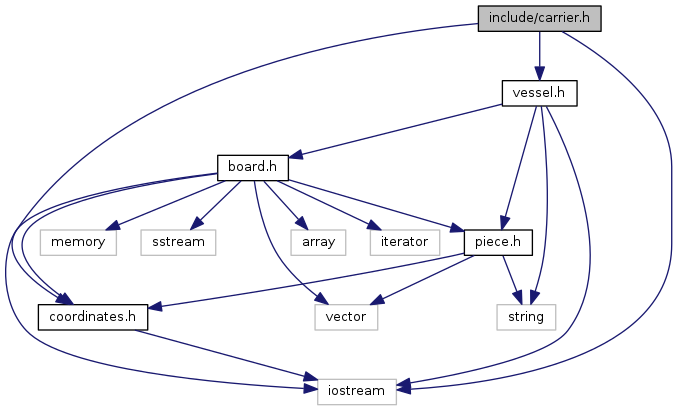 include/carrier.h
vessel.h
board.h
memory
sstream
array
iterator
piece.h
coordinates.h
vector
string
iostream